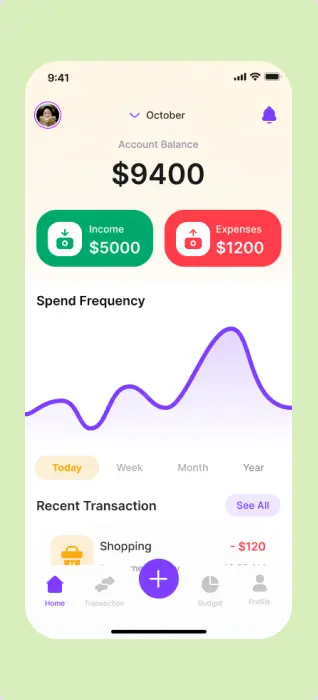 9:41
October
Account Balance
$9400
Income
$5000
Expenses
$1200
Spend Frequency
Today Week Month Year
Recent Transaction See All
Shopping - $120
Home Transaction Budget Profile